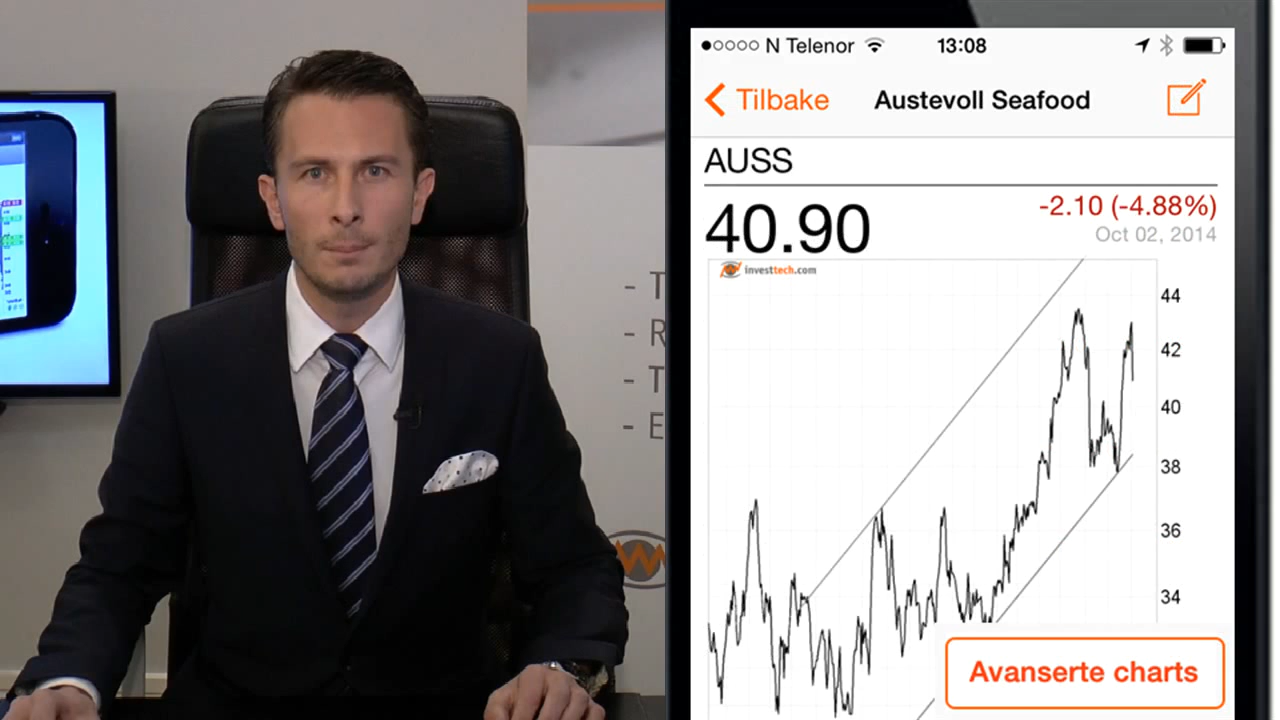 - T
- R
- T
- E
N Telenor 13:08
Tilbake Austevoll Seafood
AUSS
40.90
-2.10 (-4.88%)
Oct 02, 2014
investtech.com
44
42
40
38
36
34
Avanserte charts